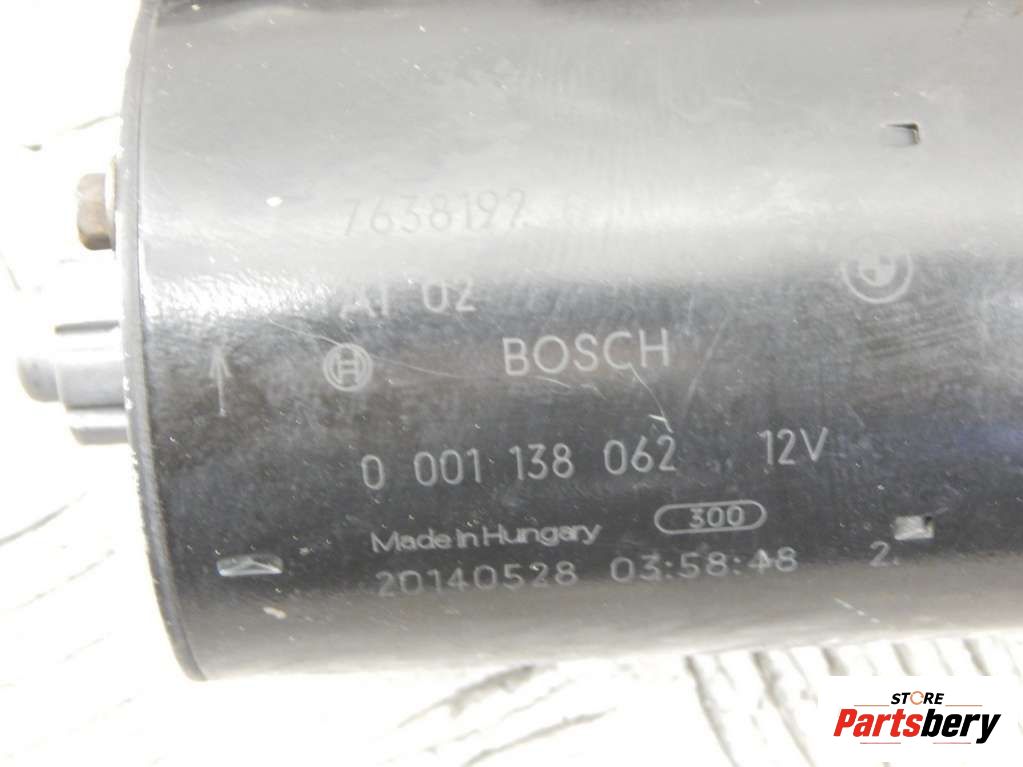 7638197
AI 02
BOSCH
0 001 138 062 12V
Made in Hungary 300
20140528 03:58:48 2.
STORE
Partsbery